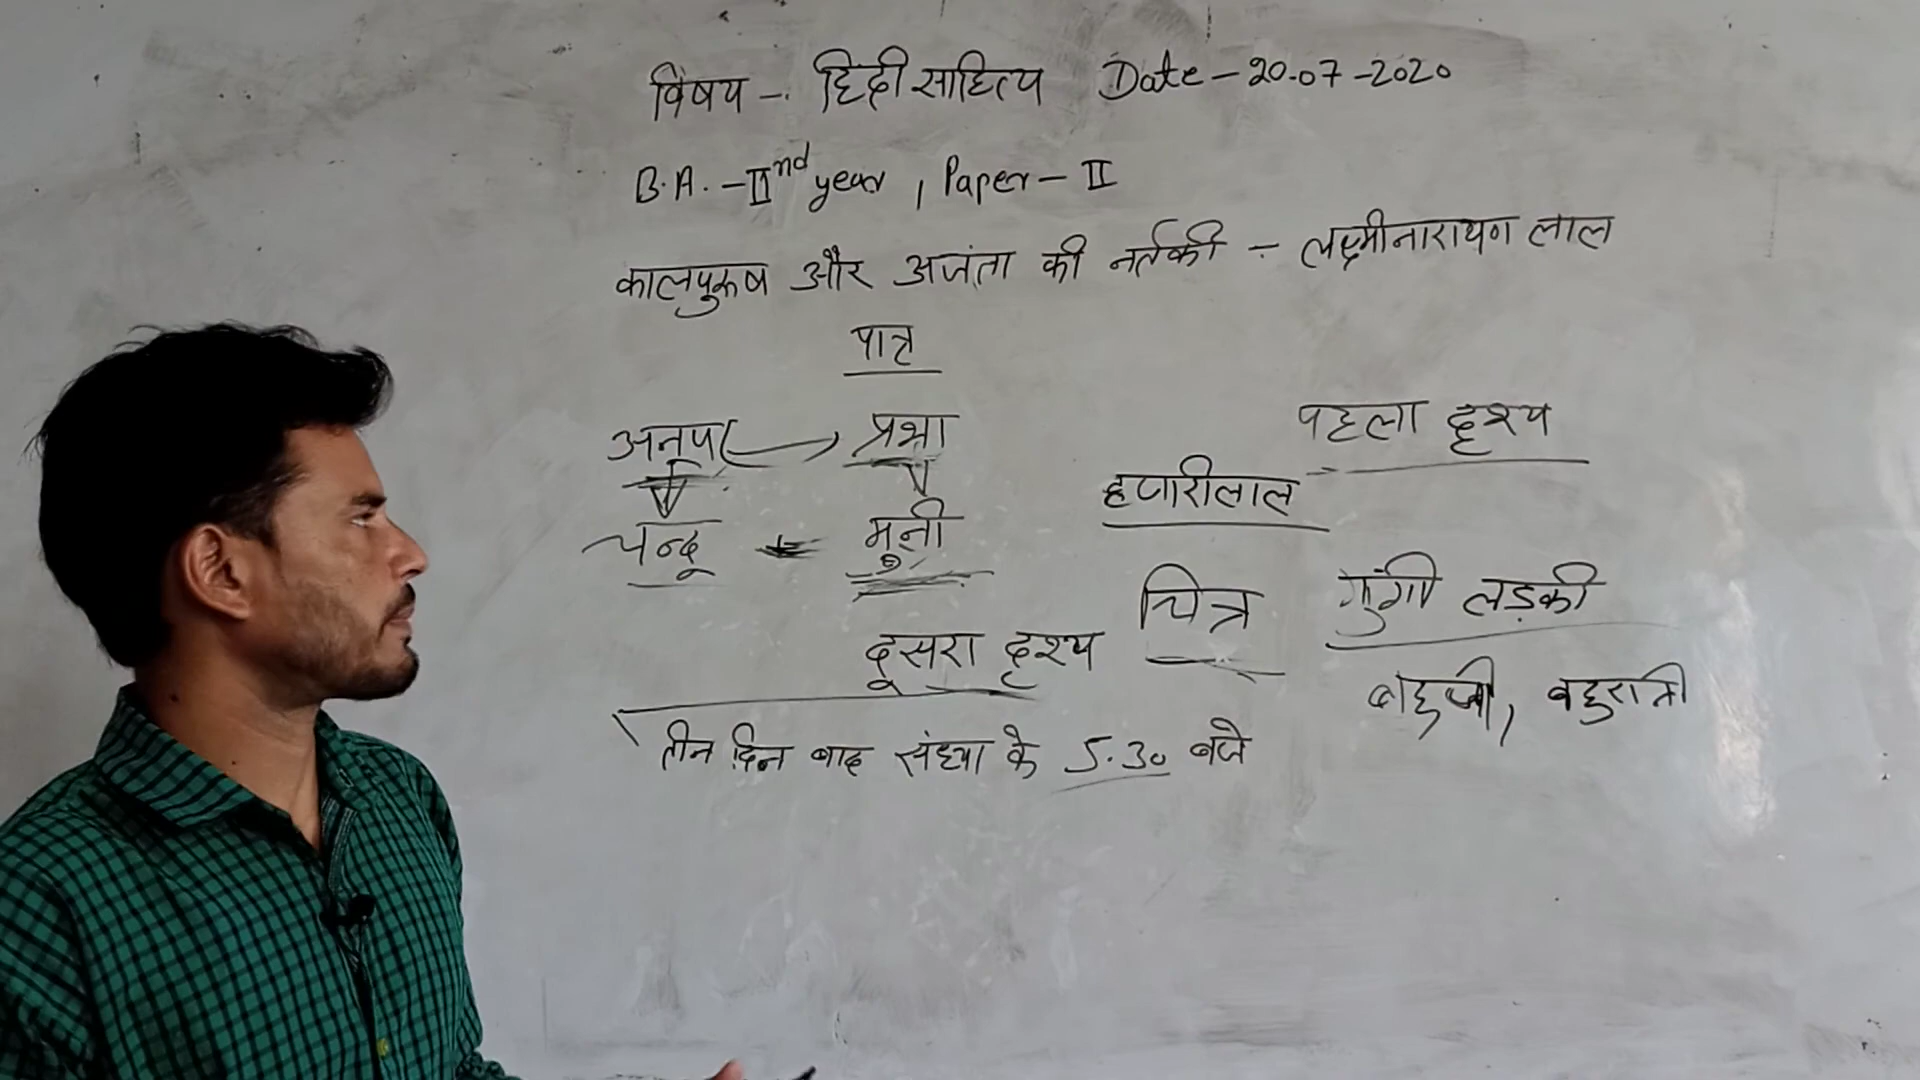 विषय - हिंदी साहित्य Date - 20.07-2020
B.A. - IInd year, Paper - II
कालपुरुष और अजंता की नर्तकी - लक्ष्मीनारायण लाल
पात्र
अनुप प्रभा
चन्दू मुन्नी
पहला दृश्य
हजारीलाल
चित्र गुंगी लड़की
बहुरानी
दूसरा दृश्य
तीन दिन बाद संध्या के 5.30 बजे